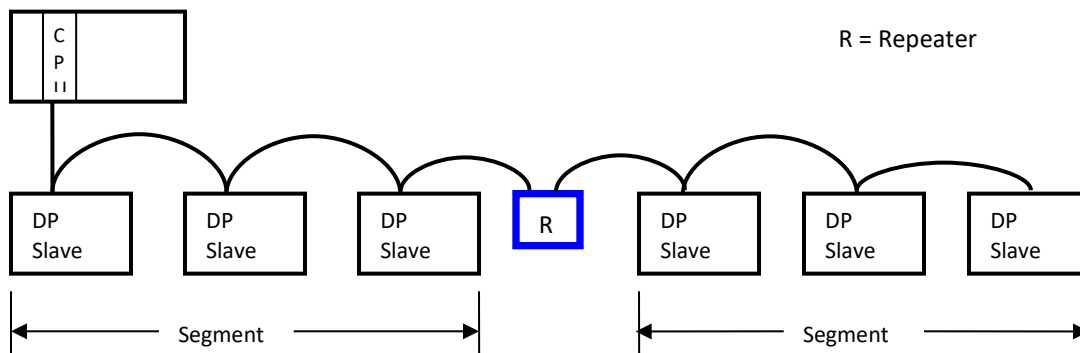 C
P
R = Repeater
DP
Slave
DP
Slave
DP
Slave
R
DP
Slave
DP
Slave
DP
Slave
Segment
Segment